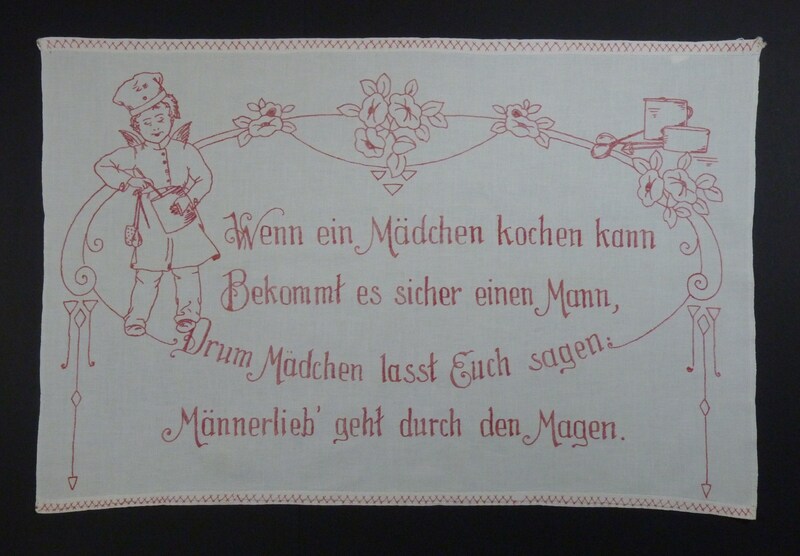 Wenn ein Mädchen kochen kann
Bekommt es sicher einen Mann,
Drum Mädchen lasst Euch sagen:
Männerlieb' geht durch den Magen.